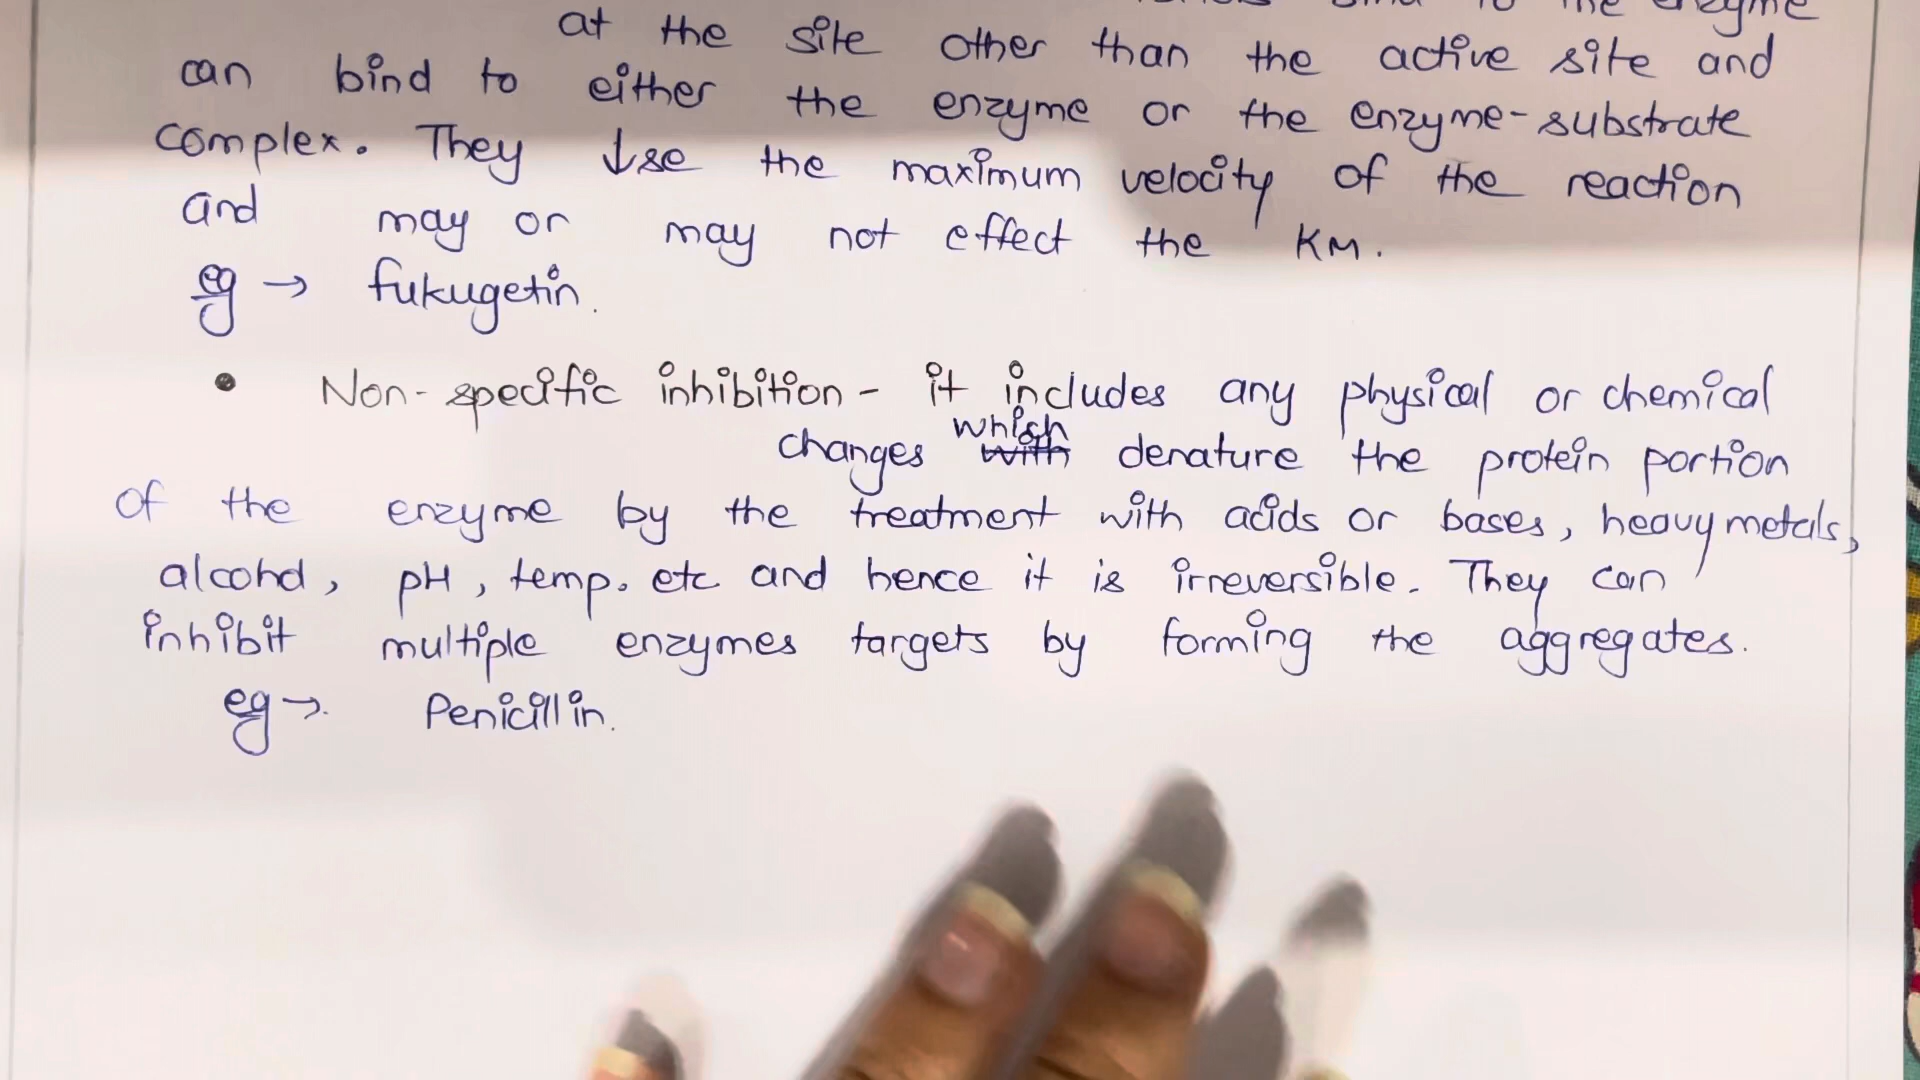 bind to the enzyme
at the site other than the active site and
can bind to either the enzyme or the enzyme-substrate
complex. They ↓se the maximum velocity of the reaction
and may or may not effect the KM.
eg → fukugetin.
• Non-specific inhibition - it includes any physical or chemical
changes with which denature the protein portion
of the enzyme by the treatment with acids or bases, heavy metals,
alcohol, pH, temp. etc and hence it is irreversible. They can
inhibit multiple enzymes targets by forming the aggregates.
eg → Penicillin.